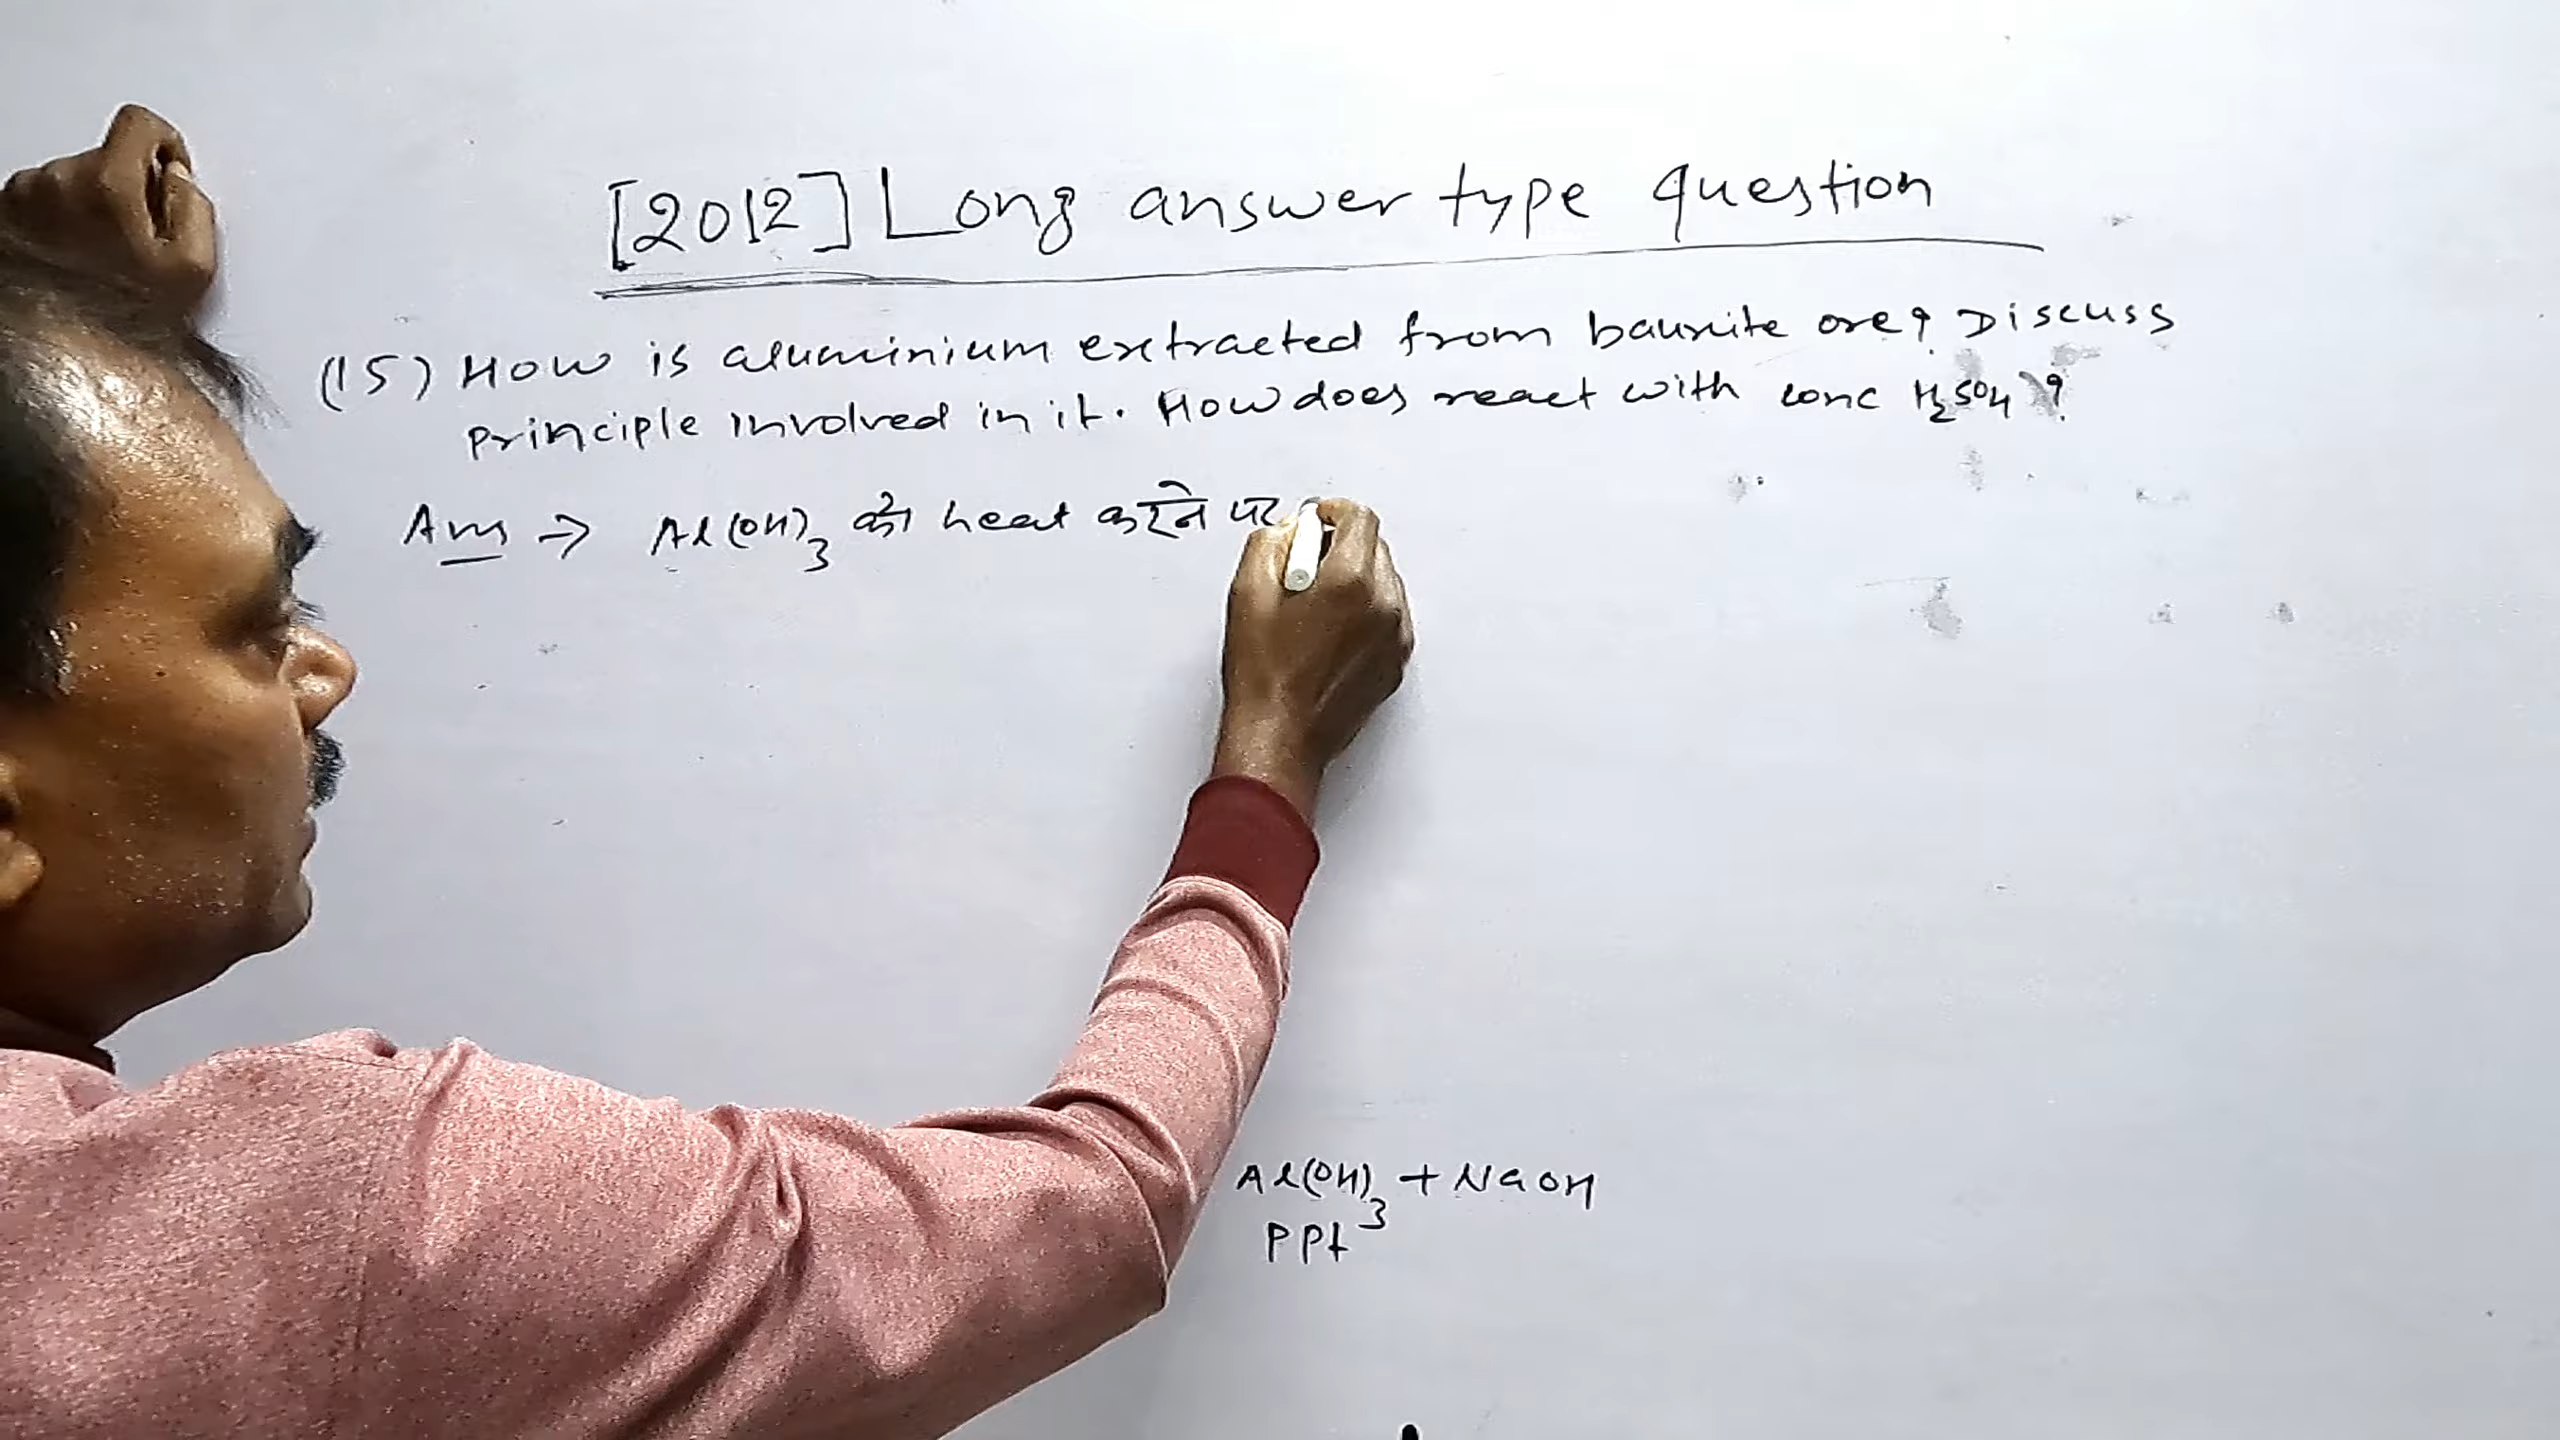 [2012] Long answer type question
(15) How is aluminium extracted from bauxite ore? Discuss
principle involved in it. How does react with conc H₂SO₄?
Ans → Al(OH)₃ को heat करने पर
Al(OH)₃ + NaOH
PPt